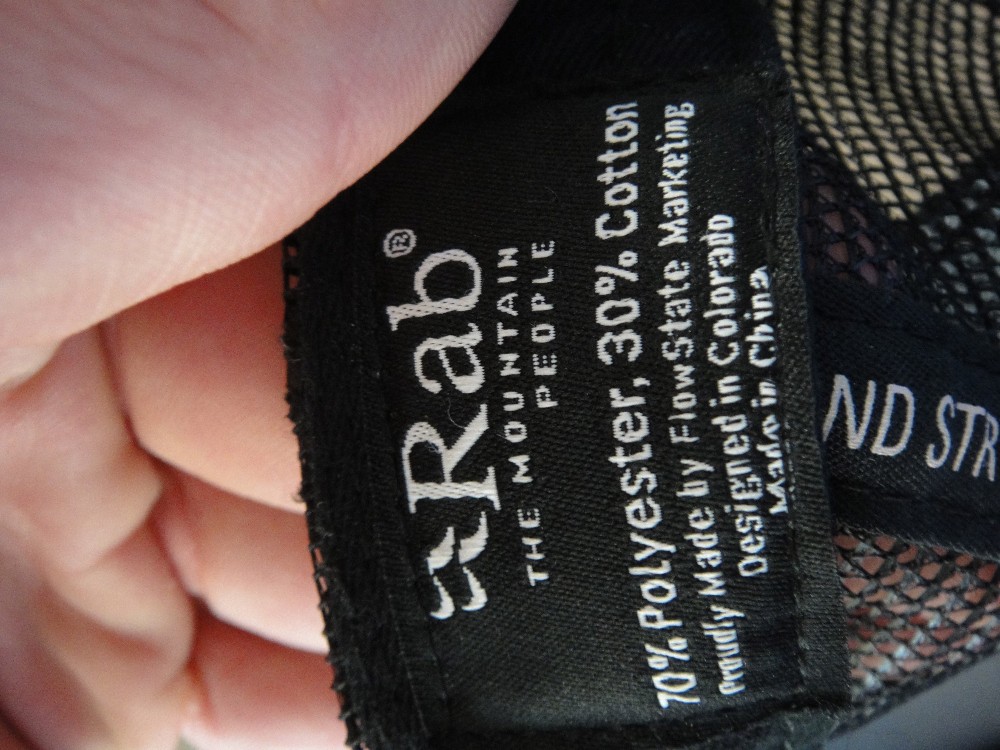 Rab®
THE MOUNTAIN
PEOPLE
70% Polyester, 30% Cotton
Proudly Made by FlowState Marketing
Designed in Colorado
Made in China
ND STR